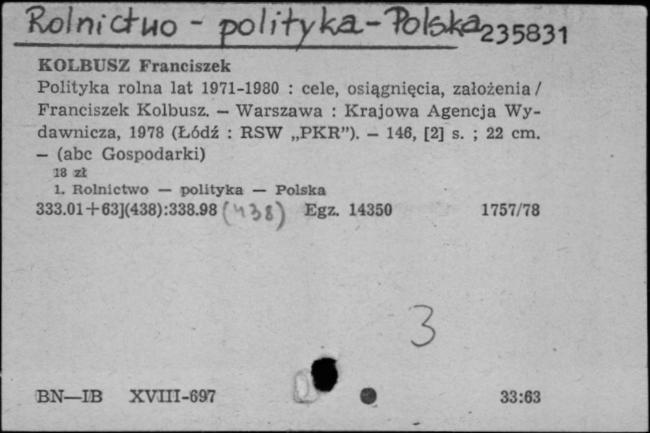 Rolnictwo - polityka - Polska 235831
KOLBUSZ Franciszek
Polityka rolna lat 1971-1980 : cele, osiągnięcia, założenia /
Franciszek Kolbusz. — Warszawa : Krajowa Agencja Wy-
dawnicza, 1978 (Łódź : RSW „PKR”). — 146, [2] s. ; 22 cm.
— (abc Gospodarki)
18 zł
1. Rolnictwo — polityka — Polska
333.01+63](438):338.98 (438) Egz. 14350 1757/78
3
BN—IB XVIII-697 33:63